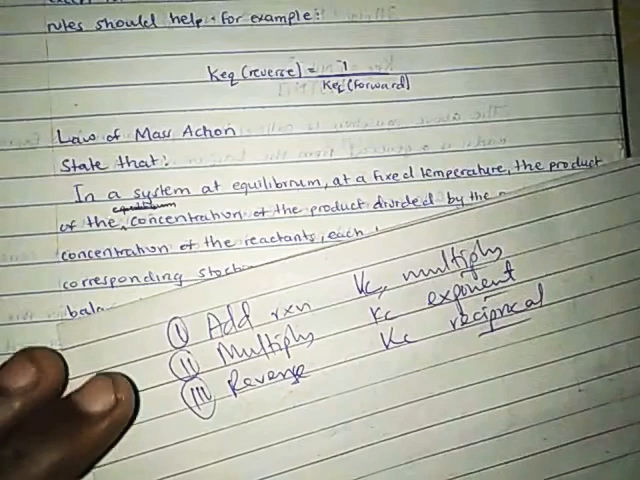 rules should help. For example:
Keq (reverse) = 1
Keq (Forward)
Law of Mass Action
State that:
In a system at equilibrium, at a fixed temperature, the product
of the equilibrium concentration of the product divided by the
concentration of the reactants, each
corresponding
(i) Add rxn Kc, multiply
(ii) Multiply Kc exponent
(iii) Reverse Kc reciprocal